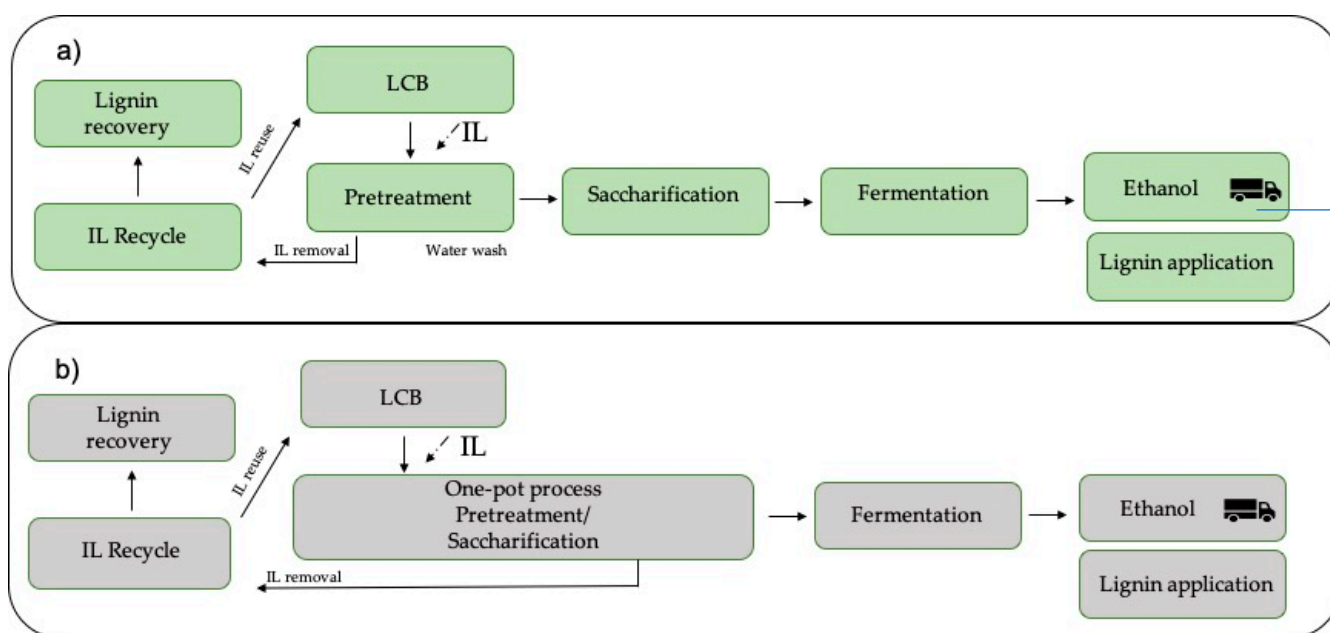 a)
LCB
Lignin
recovery
IL reuse
IL
Pretreatment
Saccharification
Fermentation
Ethanol
IL Recycle
IL removal
Water wash
Lignin application
b)
LCB
Lignin
recovery
IL reuse
IL
One-pot process
Pretreatment/
Saccharification
Fermentation
Ethanol
IL Recycle
IL removal
Lignin application